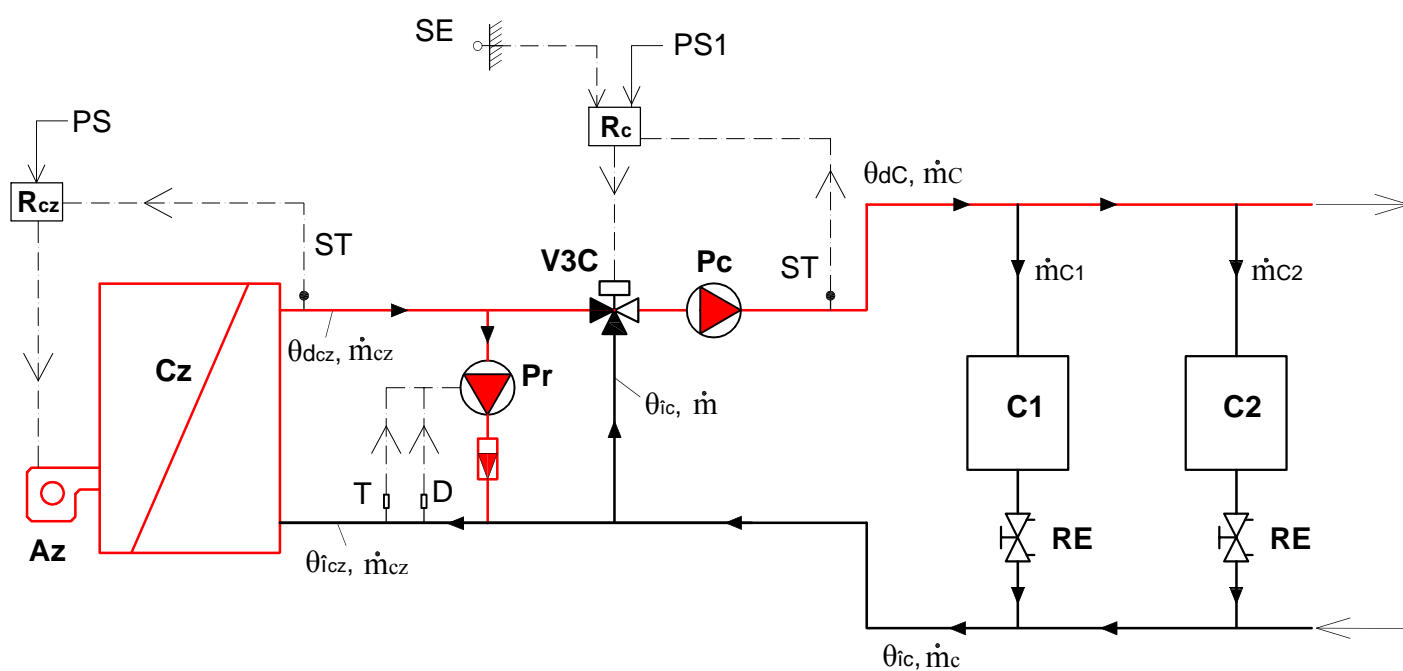 SE
PS1
PS
Rc
Rcz
θdC, ṁC
ST
V3C
Pc
ST
ṁC1
ṁC2
θdcz, ṁcz
Cz
Pr
θîc, ṁ
C1
C2
T
D
Az
RE
RE
θîcz, ṁcz
θîc, ṁc